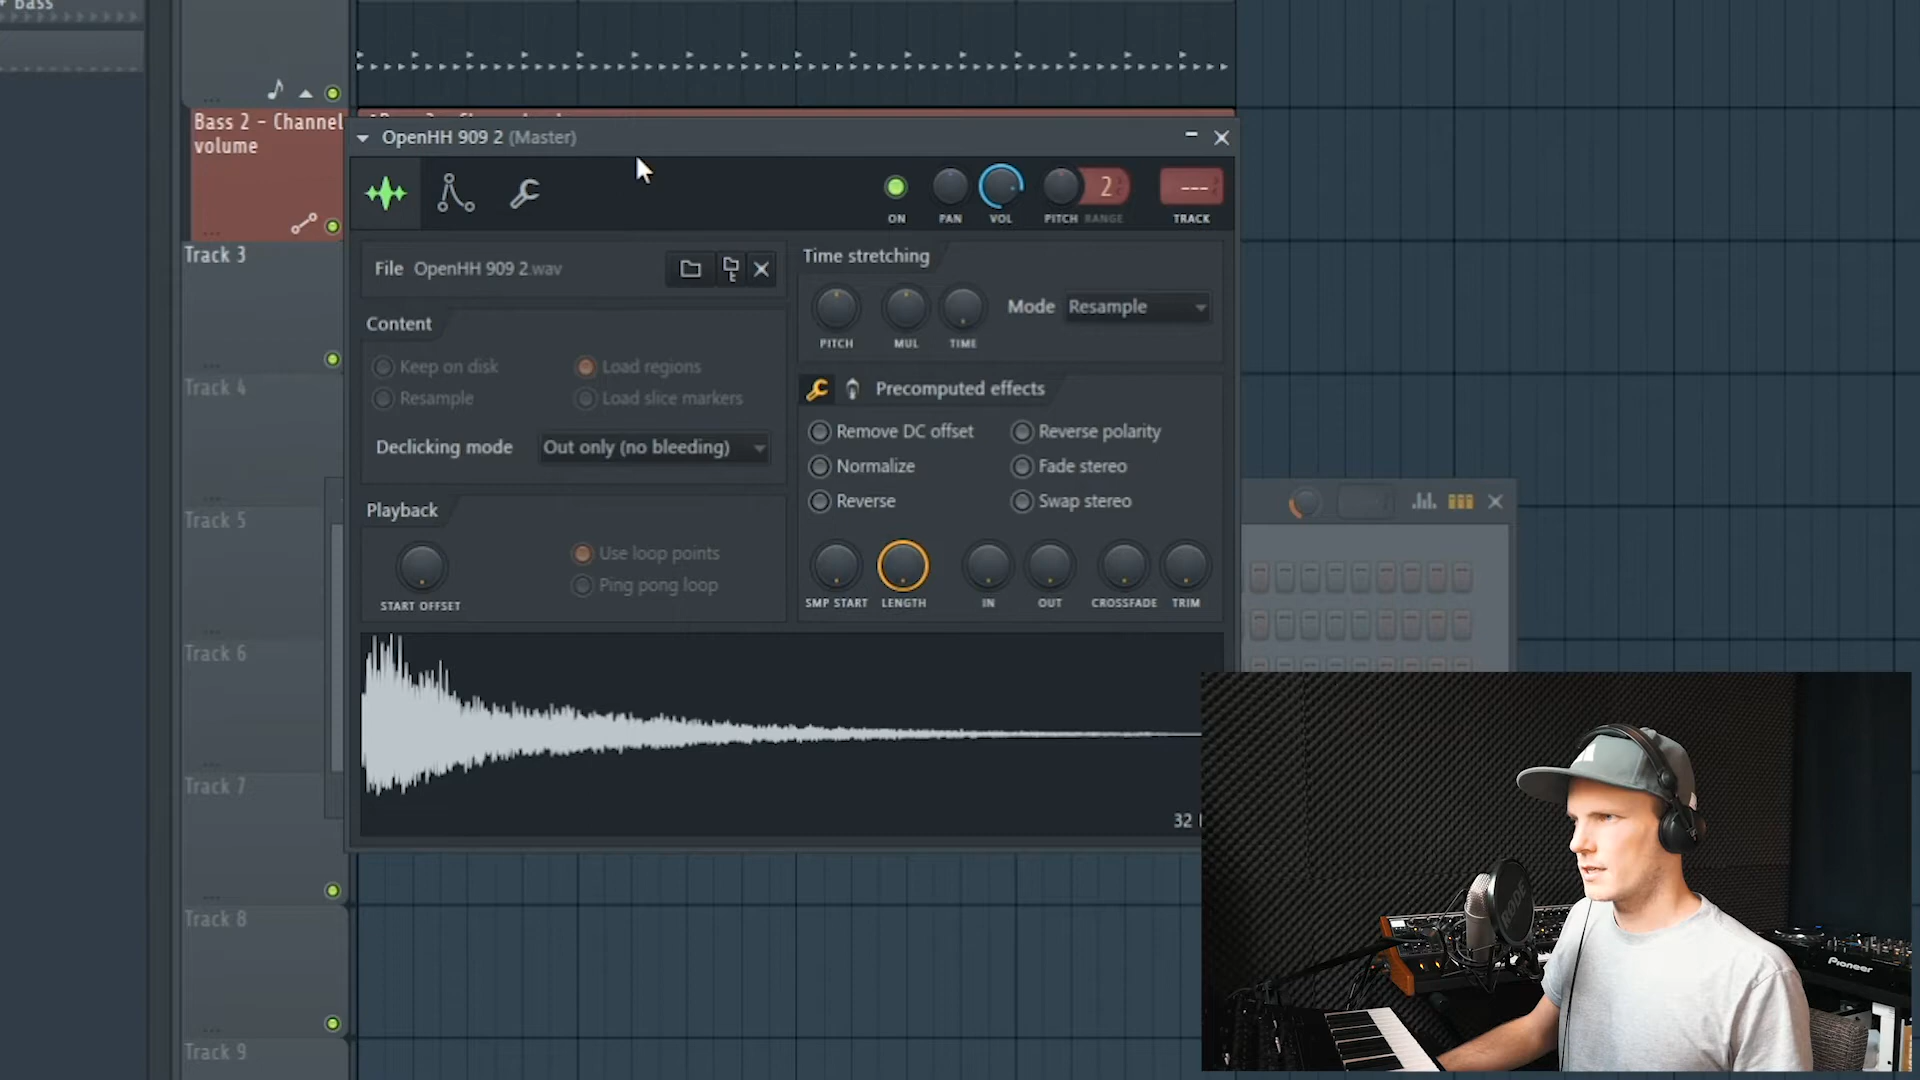 Bass
Bass 2 - Channel
volume
OpenHH 909 2 (Master)
ON
PAN
VOL
PITCH
RANGE
2
---
TRACK
File OpenHH 909 2.wav
Content
Keep on disk
Load regions
Resample
Load slice markers
Declicking mode
Out only (no bleeding)
Playback
START OFFSET
Use loop points
Ping pong loop
Time stretching
PITCH
MUL
TIME
Mode
Resample
Precomputed effects
Remove DC offset
Reverse polarity
Normalize
Fade stereo
Reverse
Swap stereo
SMP START
LENGTH
IN
OUT
CROSSFADE
TRIM
32
Track 3
Track 4
Track 5
Track 6
Track 7
Track 8
Track 9
RODE
Pioneer